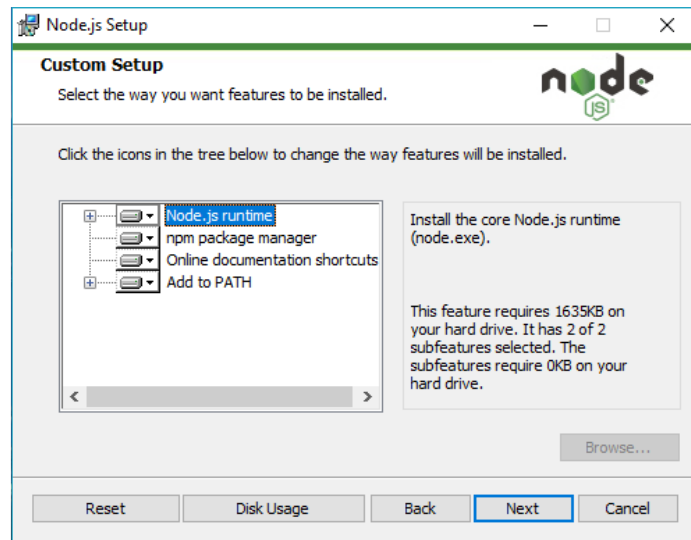 Node.js Setup
Custom Setup
Select the way you want features to be installed.
node
JS
Click the icons in the tree below to change the way features will be installed.
Node.js runtime
npm package manager
Online documentation shortcuts
Add to PATH
Install the core Node.js runtime
(node.exe).
This feature requires 1635KB on
your hard drive. It has 2 of 2
subfeatures selected. The
subfeatures require 0KB on your
hard drive.
Browse...
Reset
Disk Usage
Back
Next
Cancel